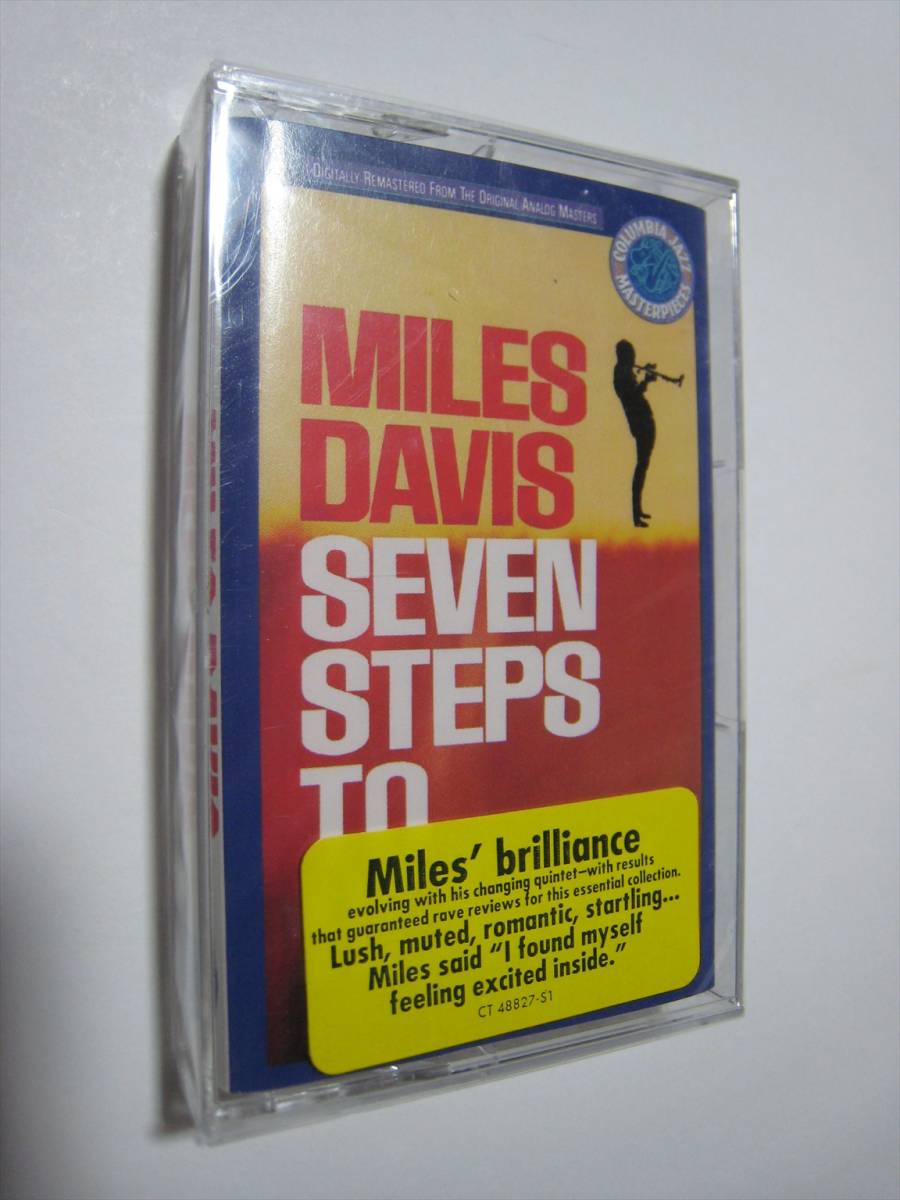 DIGITALLY REMASTERED FROM THE ORIGINAL ANALOG MASTERS
COLUMBIA JAZZ
MASTERPIECES
MILES
DAVIS
SEVEN
STEPS
TO
Miles' brilliance
evolving with his changing quintet–with results
that guaranteed rave reviews for this essential collection.
Lush, muted, romantic, startling...
Miles said "I found myself
feeling excited inside."
CT 48827-S1